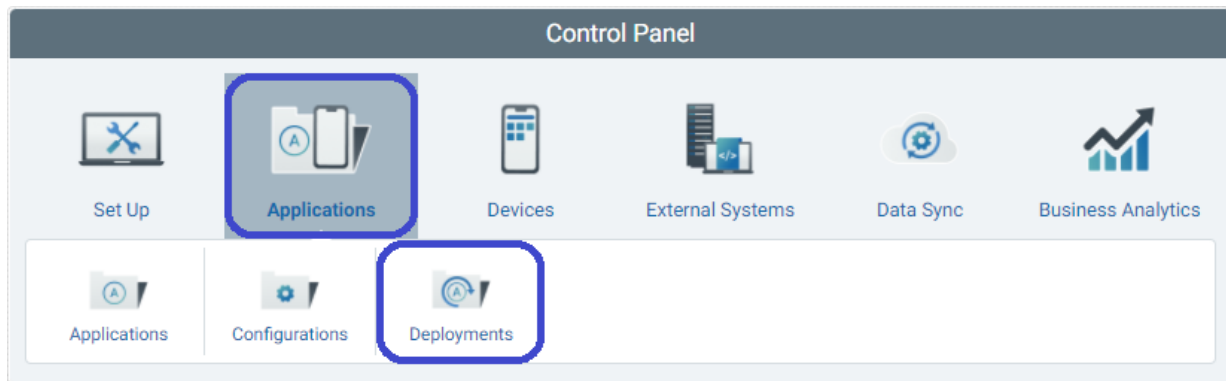 Control Panel
A
</>
Set Up
Applications
Devices
External Systems
Data Sync
Business Analytics
A
A
Applications
Configurations
Deployments